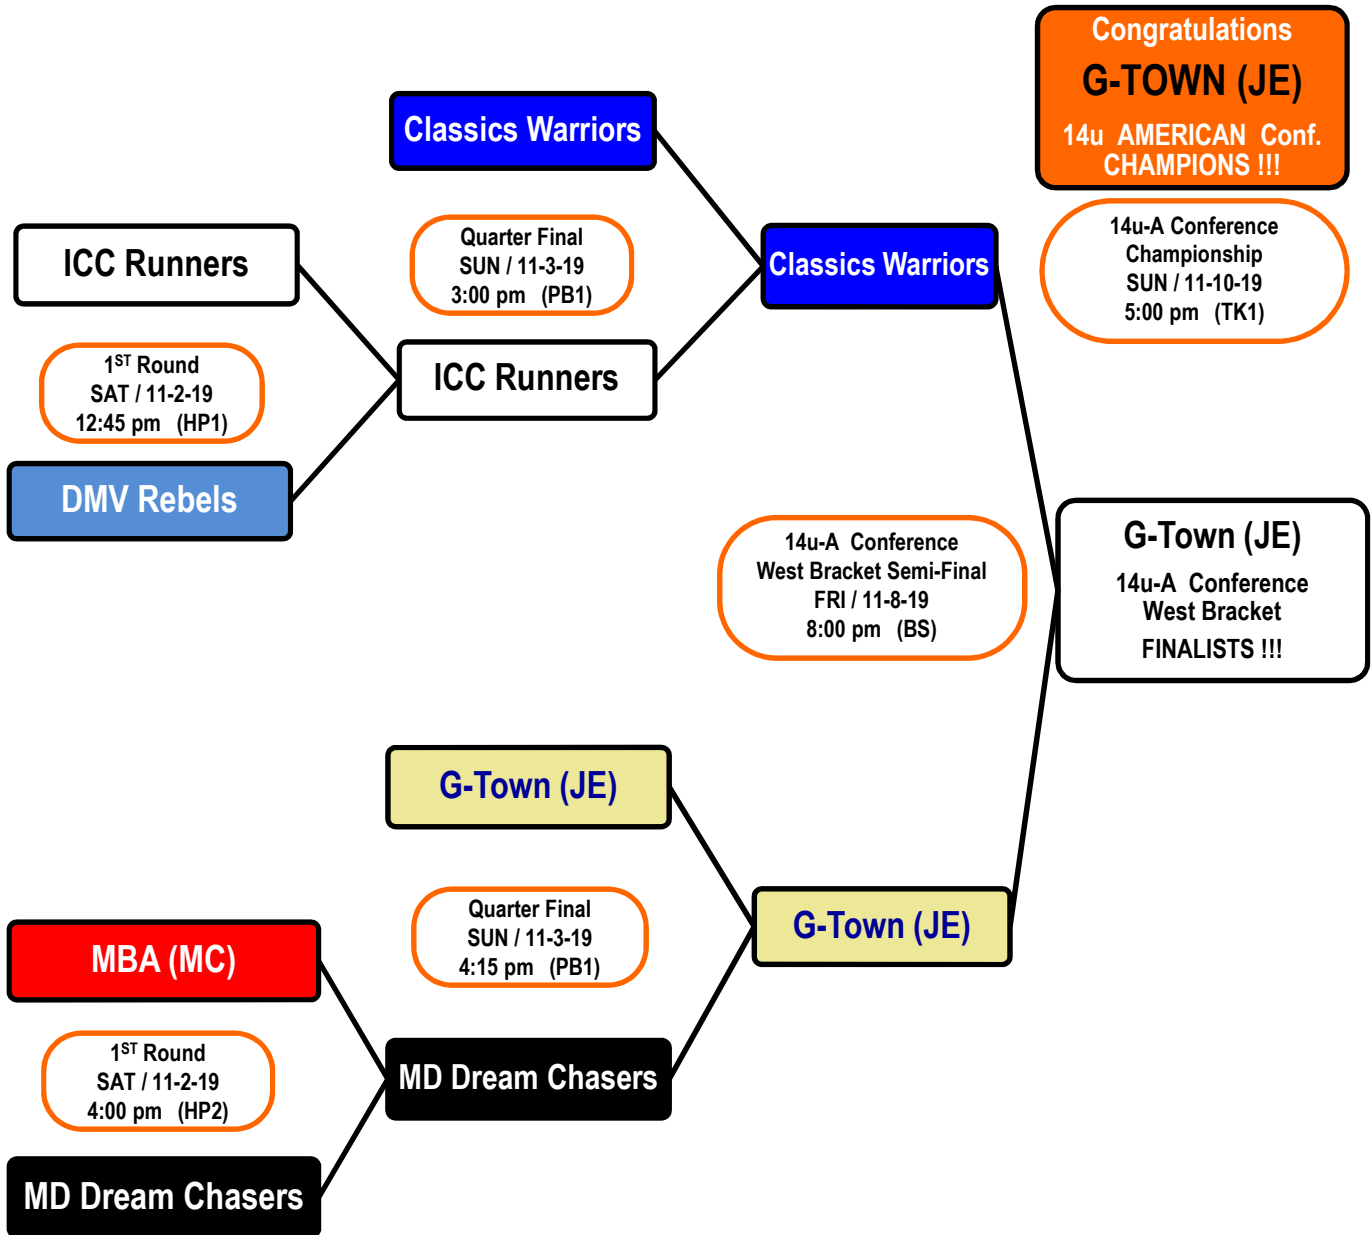 Congratulations
G-TOWN (JE)
14u AMERICAN Conf.
CHAMPIONS !!!
14u-A Conference
Championship
SUN / 11-10-19
5:00 pm (TK1)
Classics Warriors
Quarter Final
SUN / 11-3-19
3:00 pm (PB1)
Classics Warriors
ICC Runners
1ST Round
SAT / 11-2-19
12:45 pm (HP1)
ICC Runners
DMV Rebels
14u-A Conference
West Bracket Semi-Final
FRI / 11-8-19
8:00 pm (BS)
G-Town (JE)
14u-A Conference
West Bracket
FINALISTS !!!
G-Town (JE)
Quarter Final
SUN / 11-3-19
4:15 pm (PB1)
G-Town (JE)
MBA (MC)
1ST Round
SAT / 11-2-19
4:00 pm (HP2)
MD Dream Chasers
MD Dream Chasers